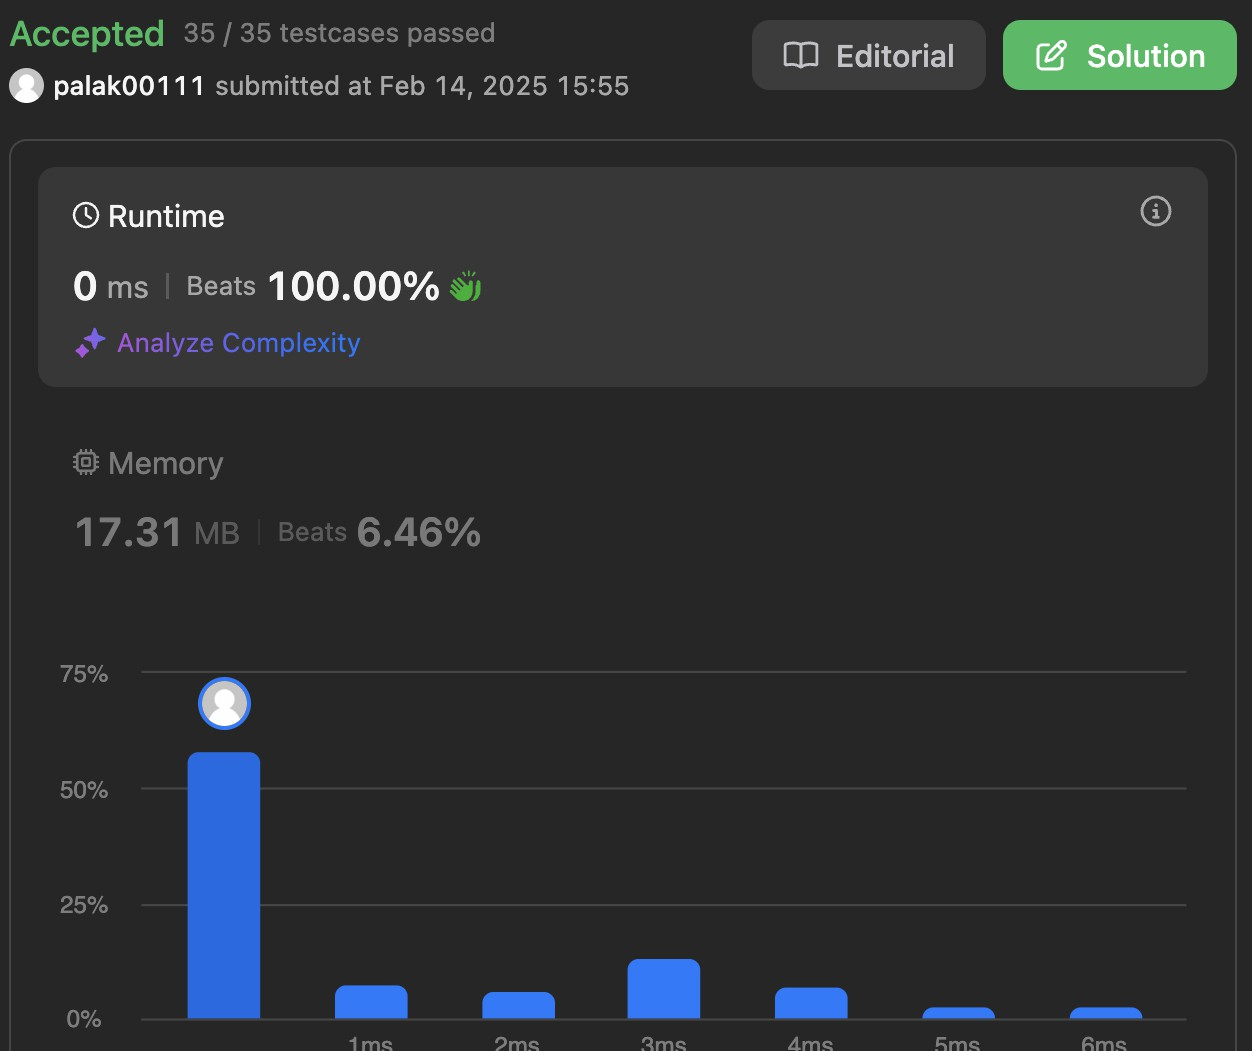 Accepted 35 / 35 testcases passed
Editorial
Solution
palak00111 submitted at Feb 14, 2025 15:55
Runtime
0 ms | Beats 100.00%
Analyze Complexity
Memory
17.31 MB | Beats 6.46%
75%
50%
25%
0%
1ms 2ms 3ms 4ms 5ms 6ms